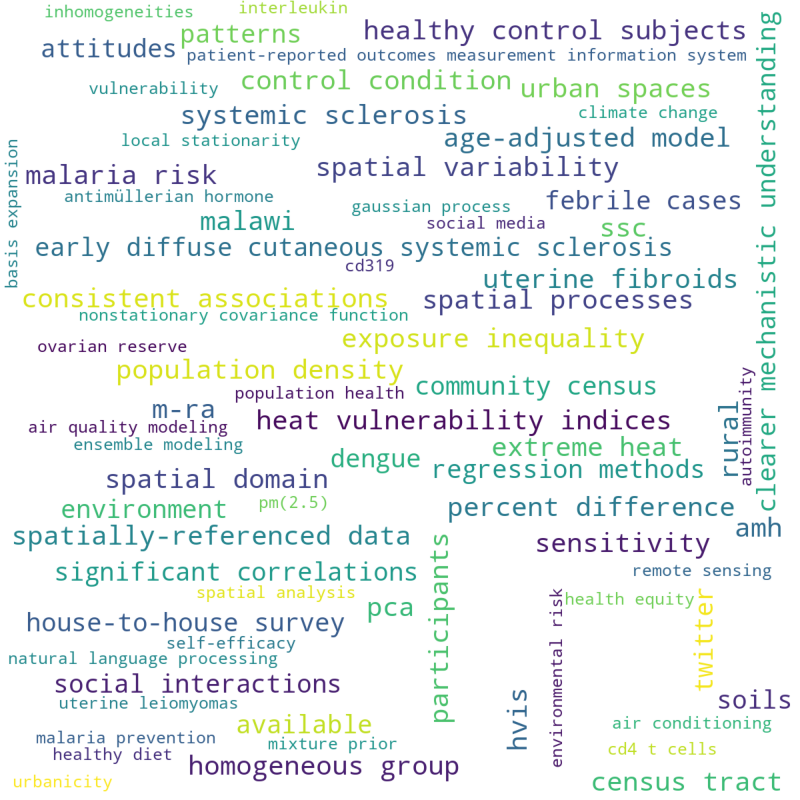 inhomogeneities
interleukin
healthy control subjects
patterns
attitudes
patient-reported outcomes measurement information system
control condition
urban spaces
vulnerability
systemic sclerosis
climate change
local stationarity
age-adjusted model
clearer mechanistic understanding
basis expansion
malaria risk
spatial variability
antimüllerian hormone
febrile cases
gaussian process
malawi
social media
ssc
early diffuse cutaneous systemic sclerosis
cd319
uterine fibroids
consistent associations
spatial processes
nonstationary covariance function
exposure inequality
ovarian reserve
population density
community census
population health
m-ra
heat vulnerability indices
air quality modeling
ensemble modeling
extreme heat
rural
autoimmunity
dengue
regression methods
spatial domain
environment
pm(2.5)
percent difference
spatially-referenced data
amh
sensitivity
significant correlations
remote sensing
spatial analysis
pca
participants
health equity
environmental risk
twitter
house-to-house survey
self-efficacy
natural language processing
social interactions
uterine leiomyomas
hvis
soils
available
air conditioning
malaria prevention
mixture prior
cd4 t cells
healthy diet
homogeneous group
urbanicity
census tract